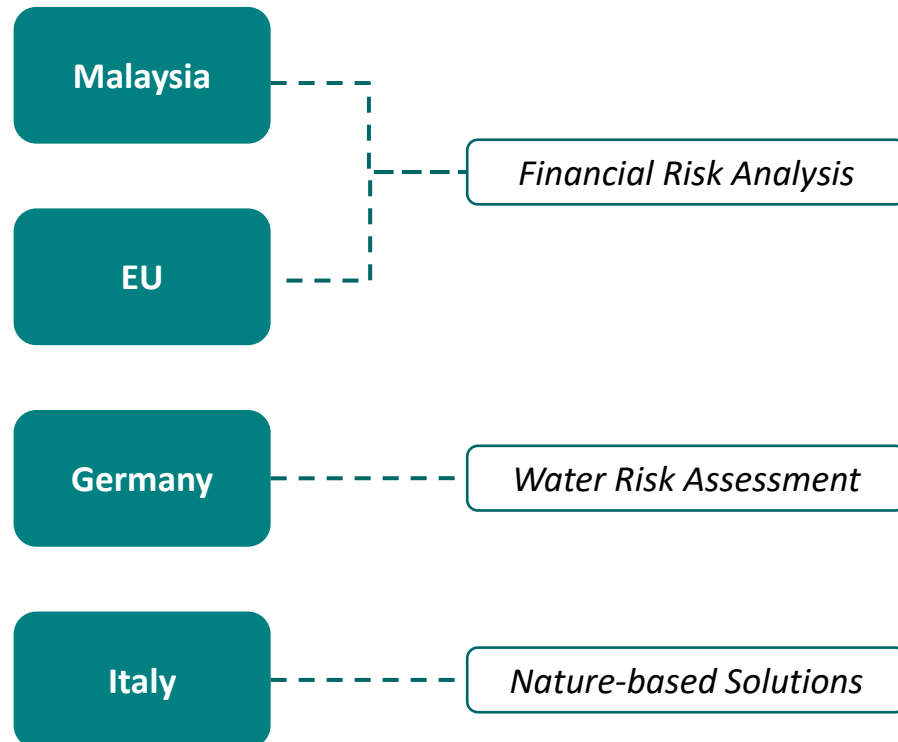 Malaysia
Financial Risk Analysis
EU
Germany
Water Risk Assessment
Italy
Nature-based Solutions